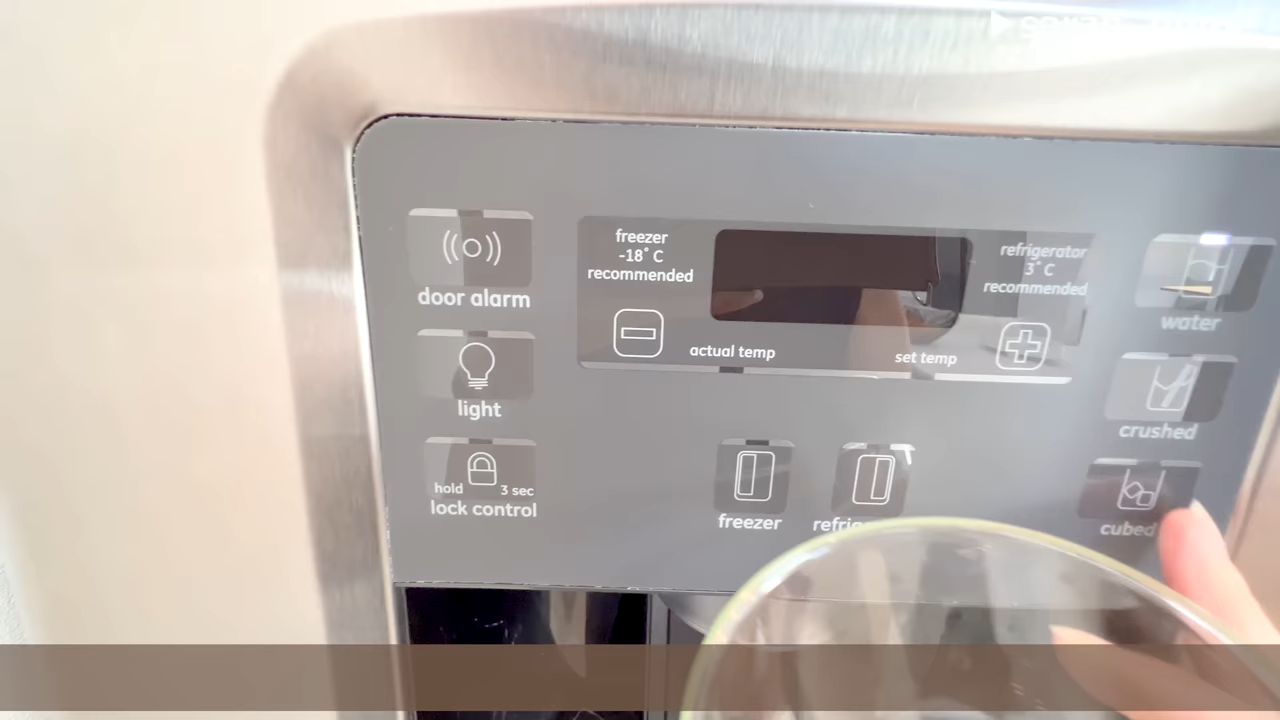 door alarm
light
hold 3 sec
lock control
freezer
-18° C
recommended
actual temp
set temp
refrigerator
3° C
recommended
freezer
water
crushed
cubed